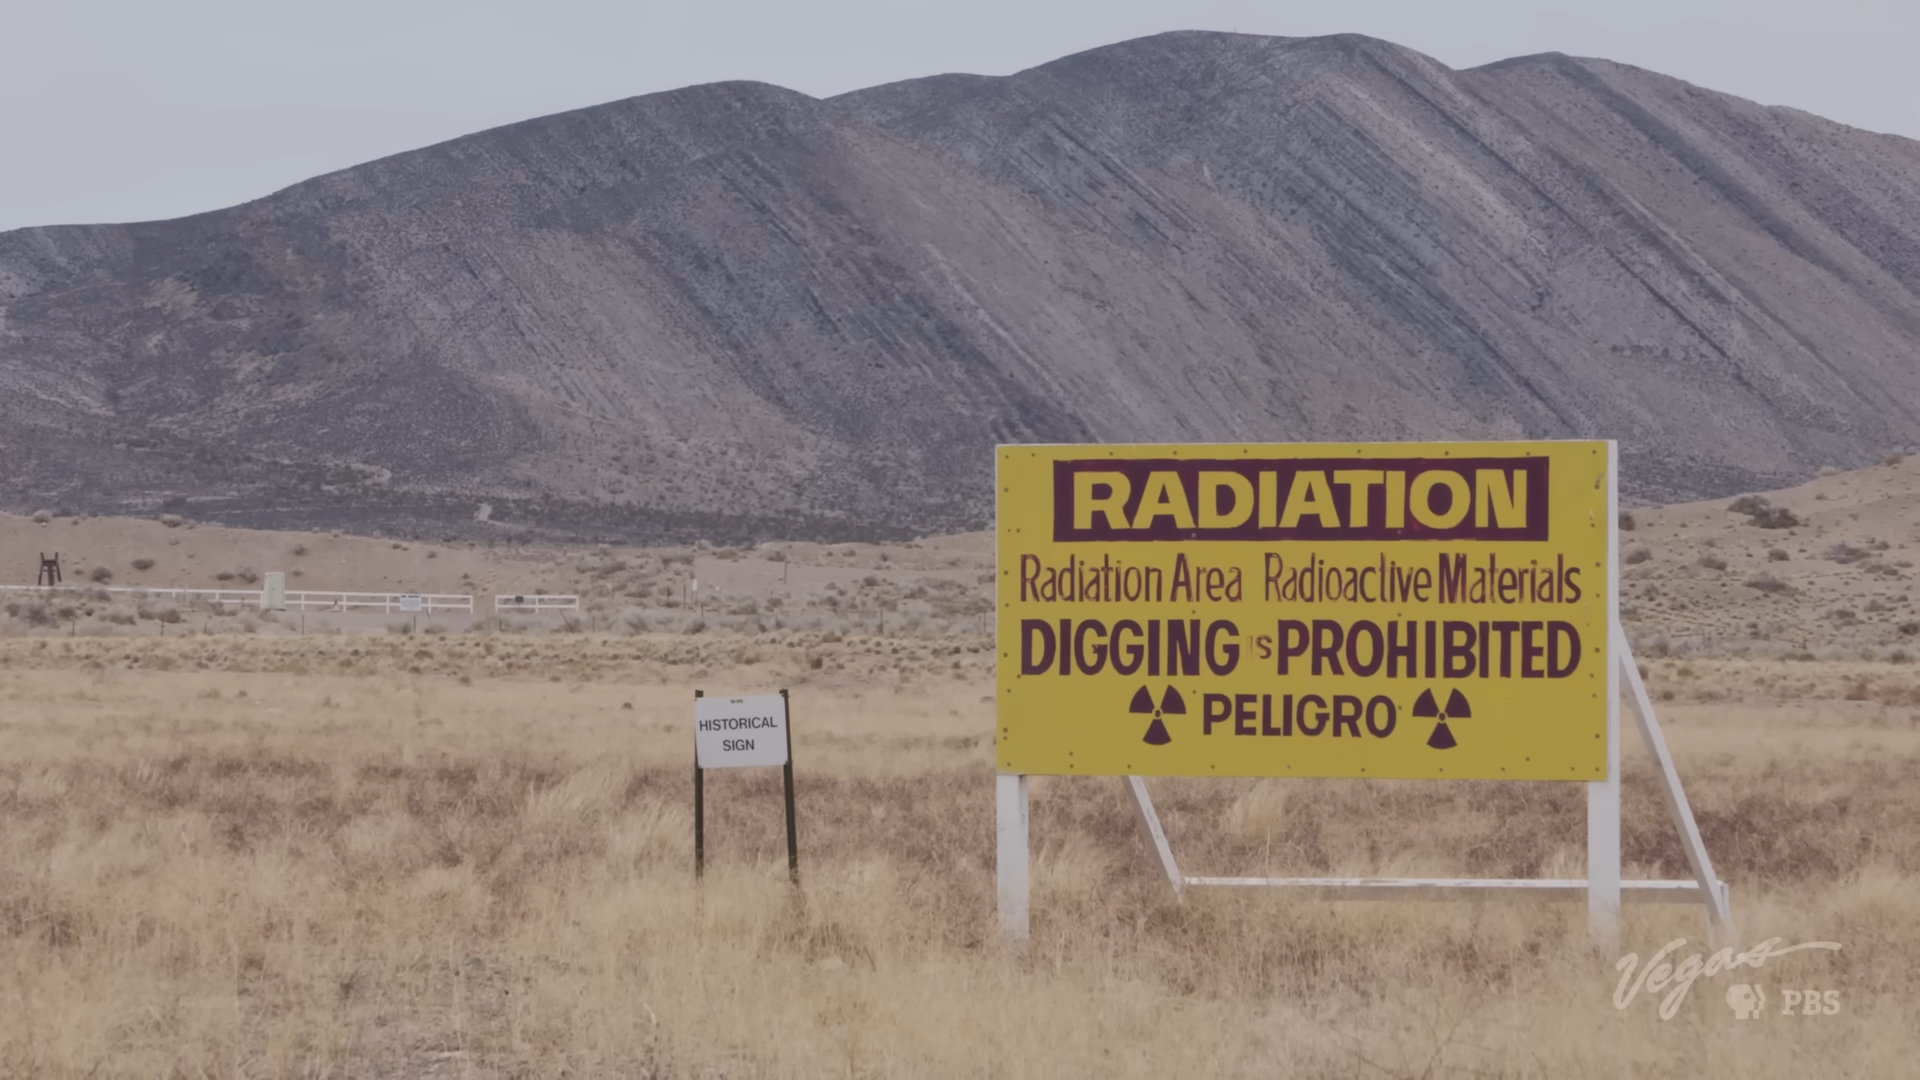 HISTORICAL
SIGN
RADIATION
Radiation Area Radioactive Materials
DIGGING is PROHIBITED
PELIGRO
Vegas
PBS